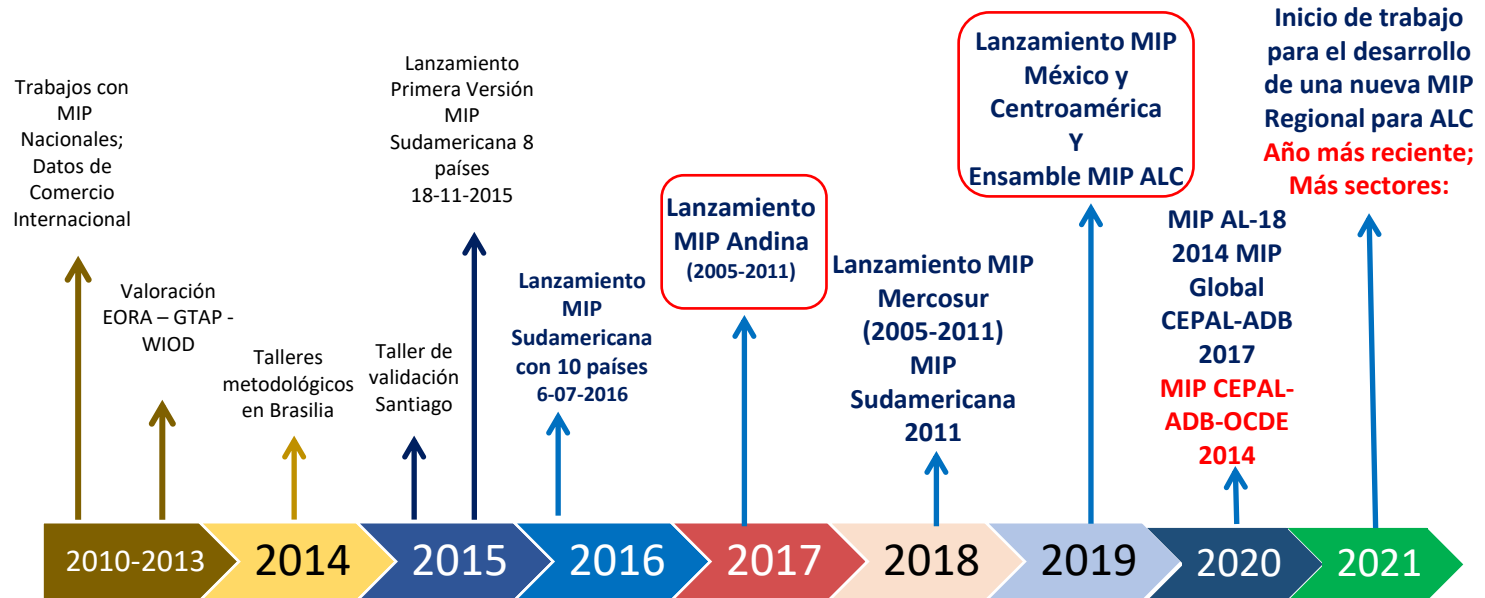 Trabajos con
MIP
Nacionales;
Datos de
Comercio
Internacional
Valoración
EORA – GTAP -
WIOD
Talleres
metodológicos
en Brasilia
Taller de
validación
Santiago
Lanzamiento
Primera Versión
MIP
Sudamericana 8
países
18-11-2015
Lanzamiento
MIP
Sudamericana
con 10 países
6-07-2016
Lanzamiento
MIP Andina
(2005-2011)
Lanzamiento MIP
Mercosur
(2005-2011)
MIP
Sudamericana
2011
Lanzamiento MIP
México y
Centroamérica
Y
Ensamble MIP ALC
MIP AL-18
2014 MIP
Global
CEPAL-ADB
2017
MIP CEPAL-
ADB-OCDE
2014
Inicio de trabajo
para el desarrollo
de una nueva MIP
Regional para ALC
Año más reciente;
Más sectores:
2010-2013
2014
2015
2016
2017
2018
2019
2020
2021